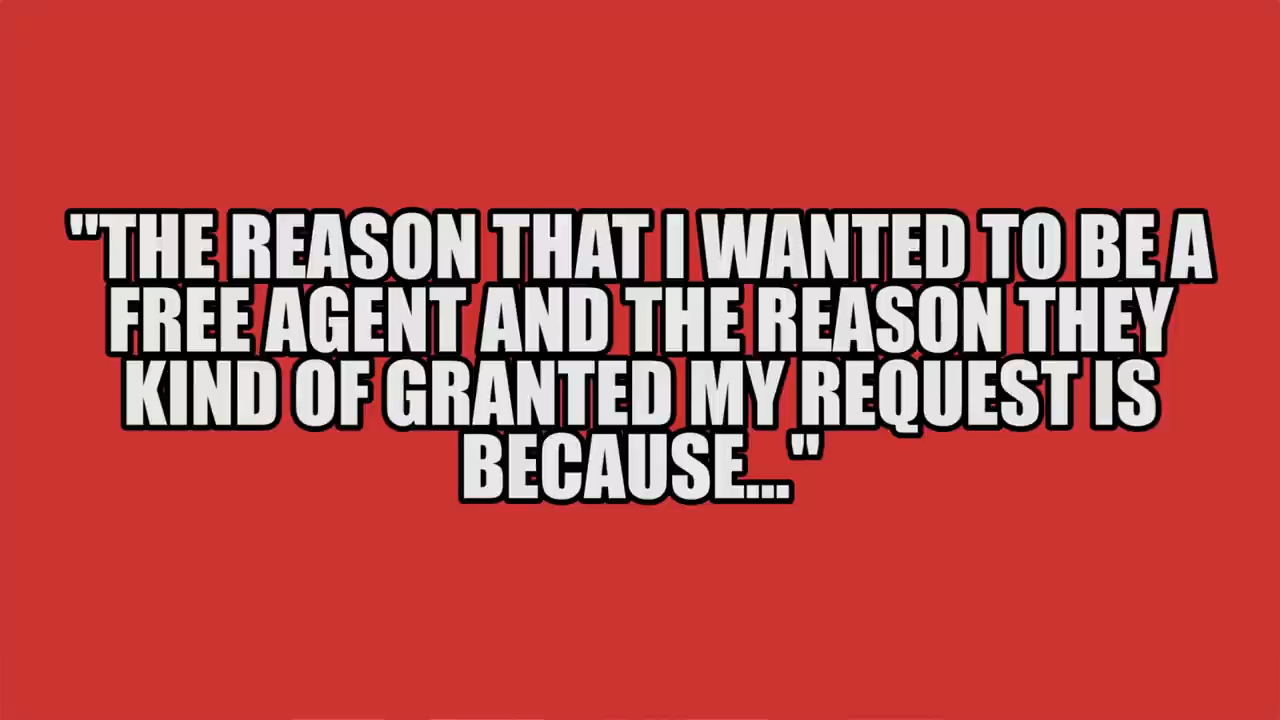 "THE REASON THAT I WANTED TO BE A
FREE AGENT AND THE REASON THEY
KIND OF GRANTED MY REQUEST IS
BECAUSE..."